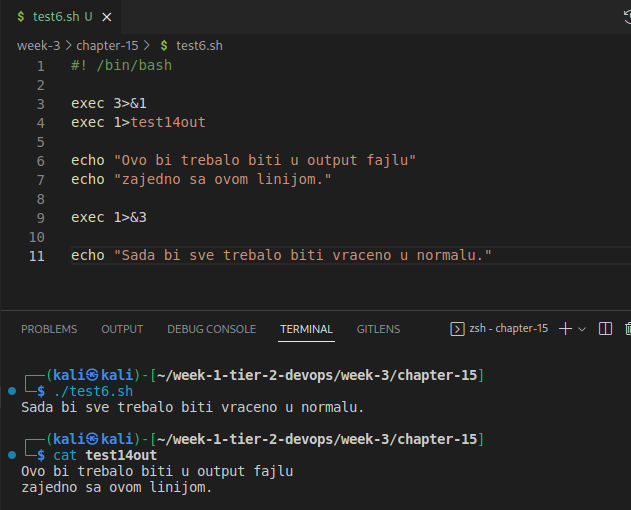 $ test6.sh U ×
week-3 > chapter-15 > $ test6.sh
1 #! /bin/bash
2
3 exec 3>&1
4 exec 1>test14out
5
6 echo "Ovo bi trebalo biti u output fajlu"
7 echo "zajedno sa ovom linijom."
8
9 exec 1>&3
10
11 echo "Sada bi sve trebalo biti vraceno u normalu."
PROBLEMS OUTPUT DEBUG CONSOLE TERMINAL GITLENS zsh - chapter-15
┌──(kali㉿kali)-[~/week-1-tier-2-devops/week-3/chapter-15]
└─$ ./test6.sh
Sada bi sve trebalo biti vraceno u normalu.
┌──(kali㉿kali)-[~/week-1-tier-2-devops/week-3/chapter-15]
└─$ cat test14out
Ovo bi trebalo biti u output fajlu
zajedno sa ovom linijom.